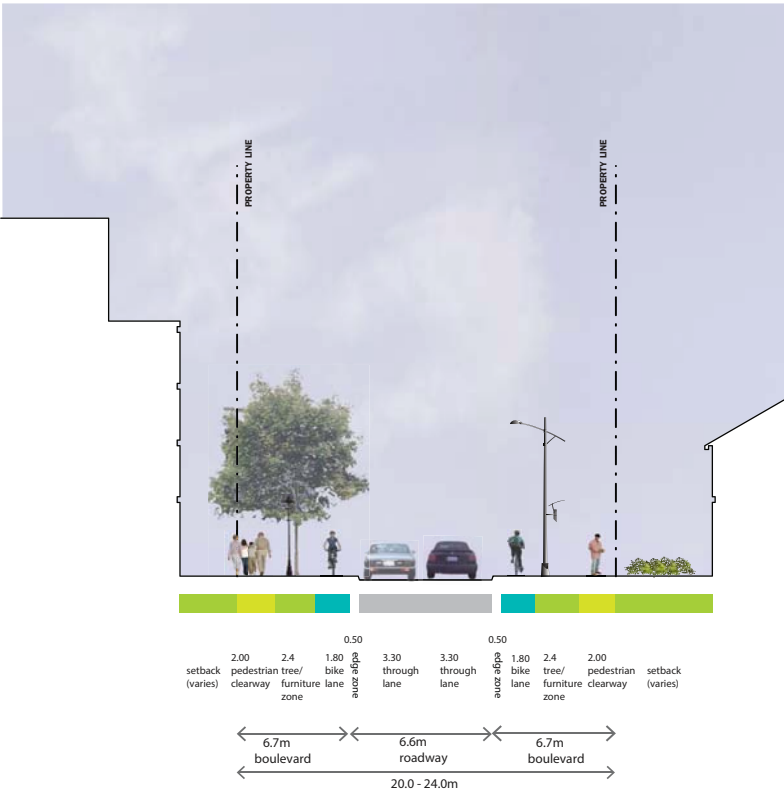 PROPERTY LINE
PROPERTY LINE
setback
(varies)
2.00
pedestrian
clearway
2.4
tree/
furniture
zone
1.80
bike
lane
0.50
edge zone
3.30
through
lane
3.30
through
lane
0.50
edge zone
1.80
bike
lane
2.4
tree/
furniture
zone
2.00
pedestrian
clearway
setback
(varies)
6.7m
boulevard
6.6m
roadway
6.7m
boulevard
20.0 - 24.0m